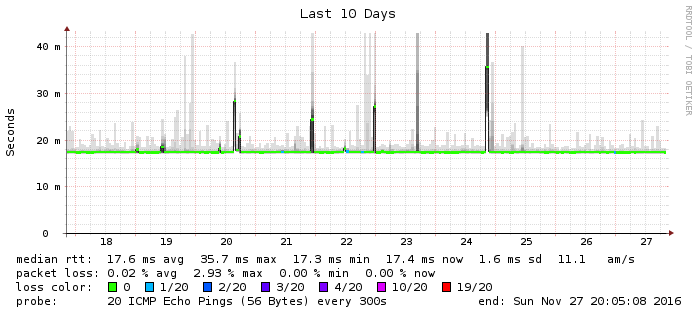 Last 10 Days
RRDTOOL / TOBI OETIKER
Seconds
40 m
30 m
20 m
10 m
0
18 19 20 21 22 23 24 25 26 27
median rtt: 17.6 ms avg 35.7 ms max 17.3 ms min 17.4 ms now 1.6 ms sd 11.1 am/s
packet loss: 0.02 % avg 2.93 % max 0.00 % min 0.00 % now
loss color: 0 1/20 2/20 3/20 4/20 10/20 19/20
probe: 20 ICMP Echo Pings (56 Bytes) every 300s end: Sun Nov 27 20:05:08 2016